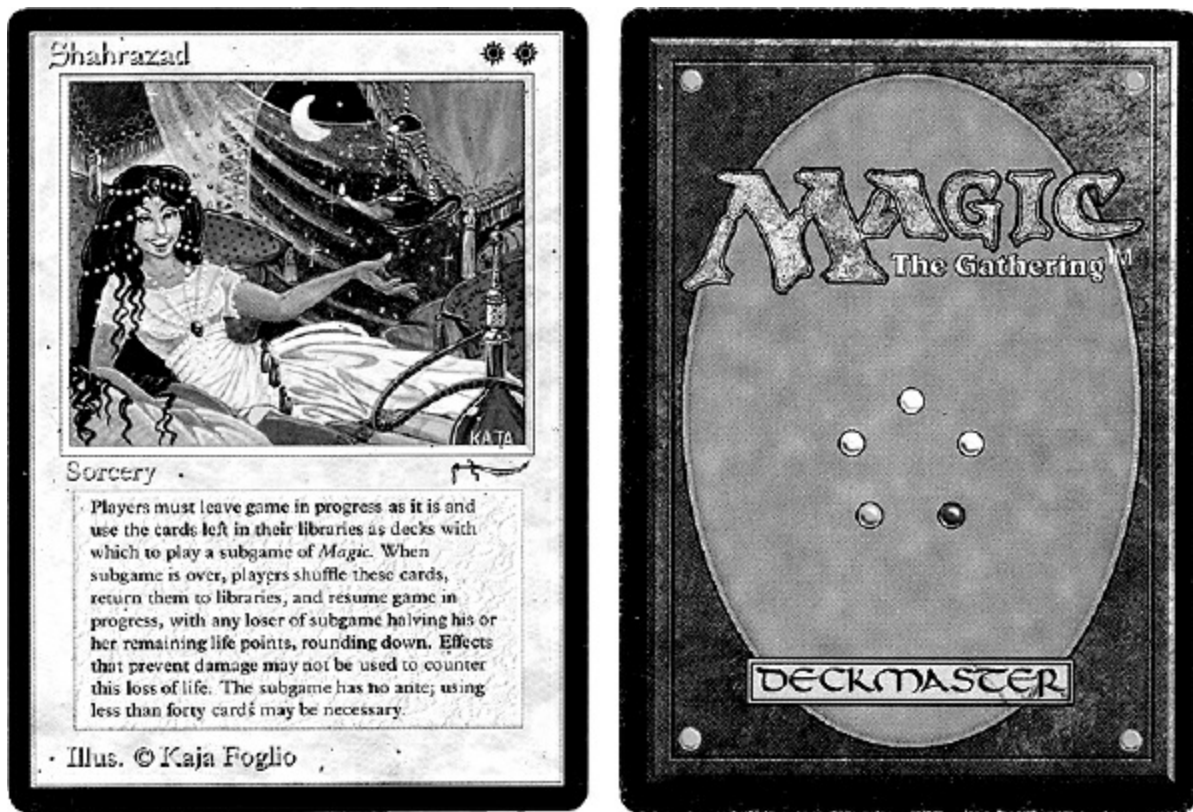 Shahrazad
KAJA
Sorcery
Players must leave game in progress as it is and
use the cards left in their libraries as decks with
which to play a subgame of Magic. When
subgame is over, players shuffle these cards,
return them to libraries, and resume game in
progress, with any loser of subgame halving his or
her remaining life points, rounding down. Effects
that prevent damage may not be used to counter
this loss of life. The subgame has no ante; using
less than forty cards may be necessary.
Illus. © Kaja Foglio
MAGIC
The Gathering™
DECKMASTER